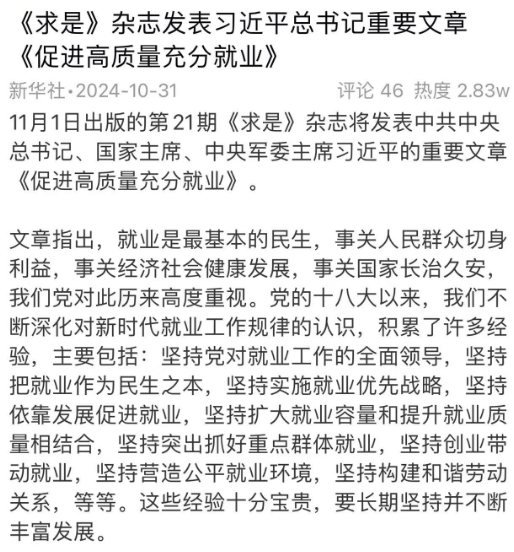 《求是》杂志发表习近平总书记重要文章
《促进高质量充分就业》
新华社·2024-10-31 评论 46 热度 2.83w
11月1日出版的第21期《求是》杂志将发表中共中央
总书记、国家主席、中央军委主席习近平的重要文章
《促进高质量充分就业》。
文章指出，就业是最基本的民生，事关人民群众切身
利益，事关经济社会健康发展，事关国家长治久安，
我们党对此历来高度重视。党的十八大以来，我们不
断深化对新时代就业工作规律的认识，积累了许多经
验，主要包括：坚持党对就业工作的全面领导，坚持
把就业作为民生之本，坚持实施就业优先战略，坚持
依靠发展促进就业，坚持扩大就业容量和提升就业质
量相结合，坚持突出抓好重点群体就业，坚持创业带
动就业，坚持营造公平就业环境，坚持构建和谐劳动
关系，等等。这些经验十分宝贵，要长期坚持并不断
丰富发展。